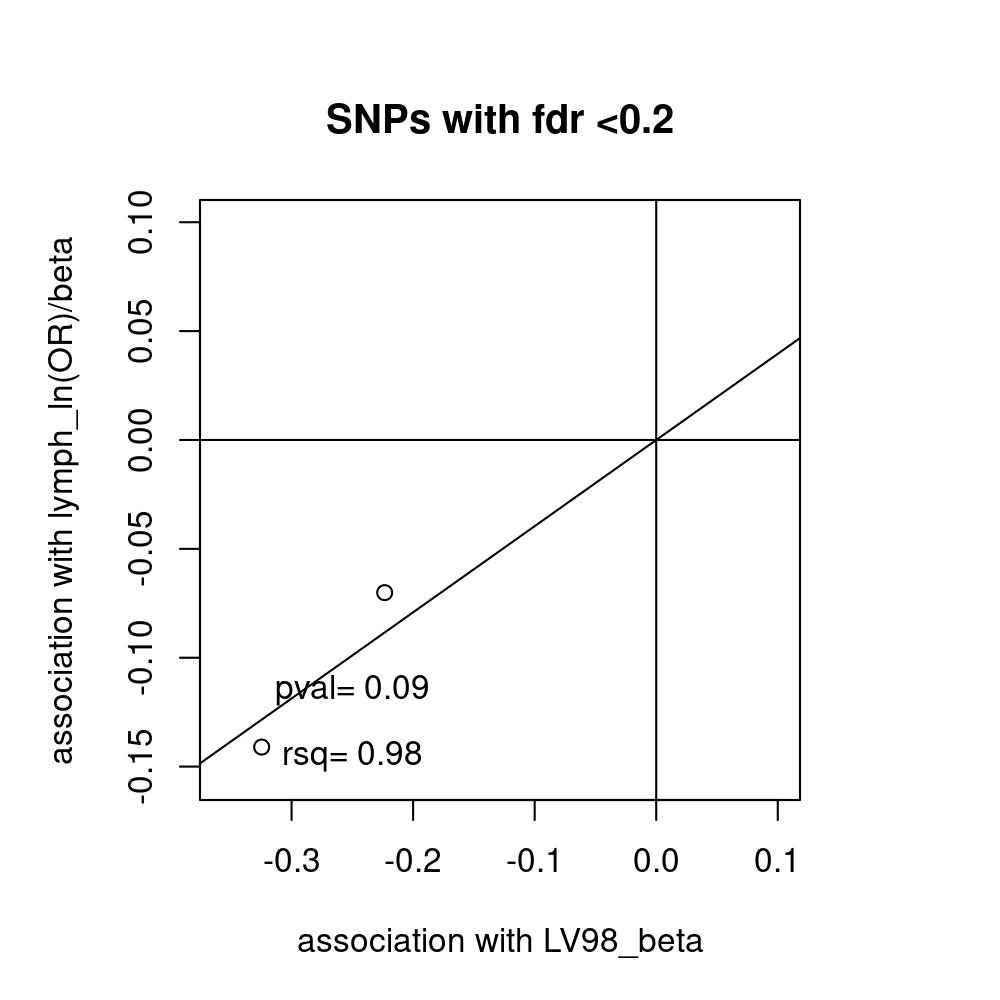 SNPs with fdr <0.2
association with lymph_ln(OR)/beta
0.10
0.05
0.00
-0.05
-0.10
-0.15
pval= 0.09
rsq= 0.98
-0.3
-0.2
-0.1
0.0
0.1
association with LV98_beta